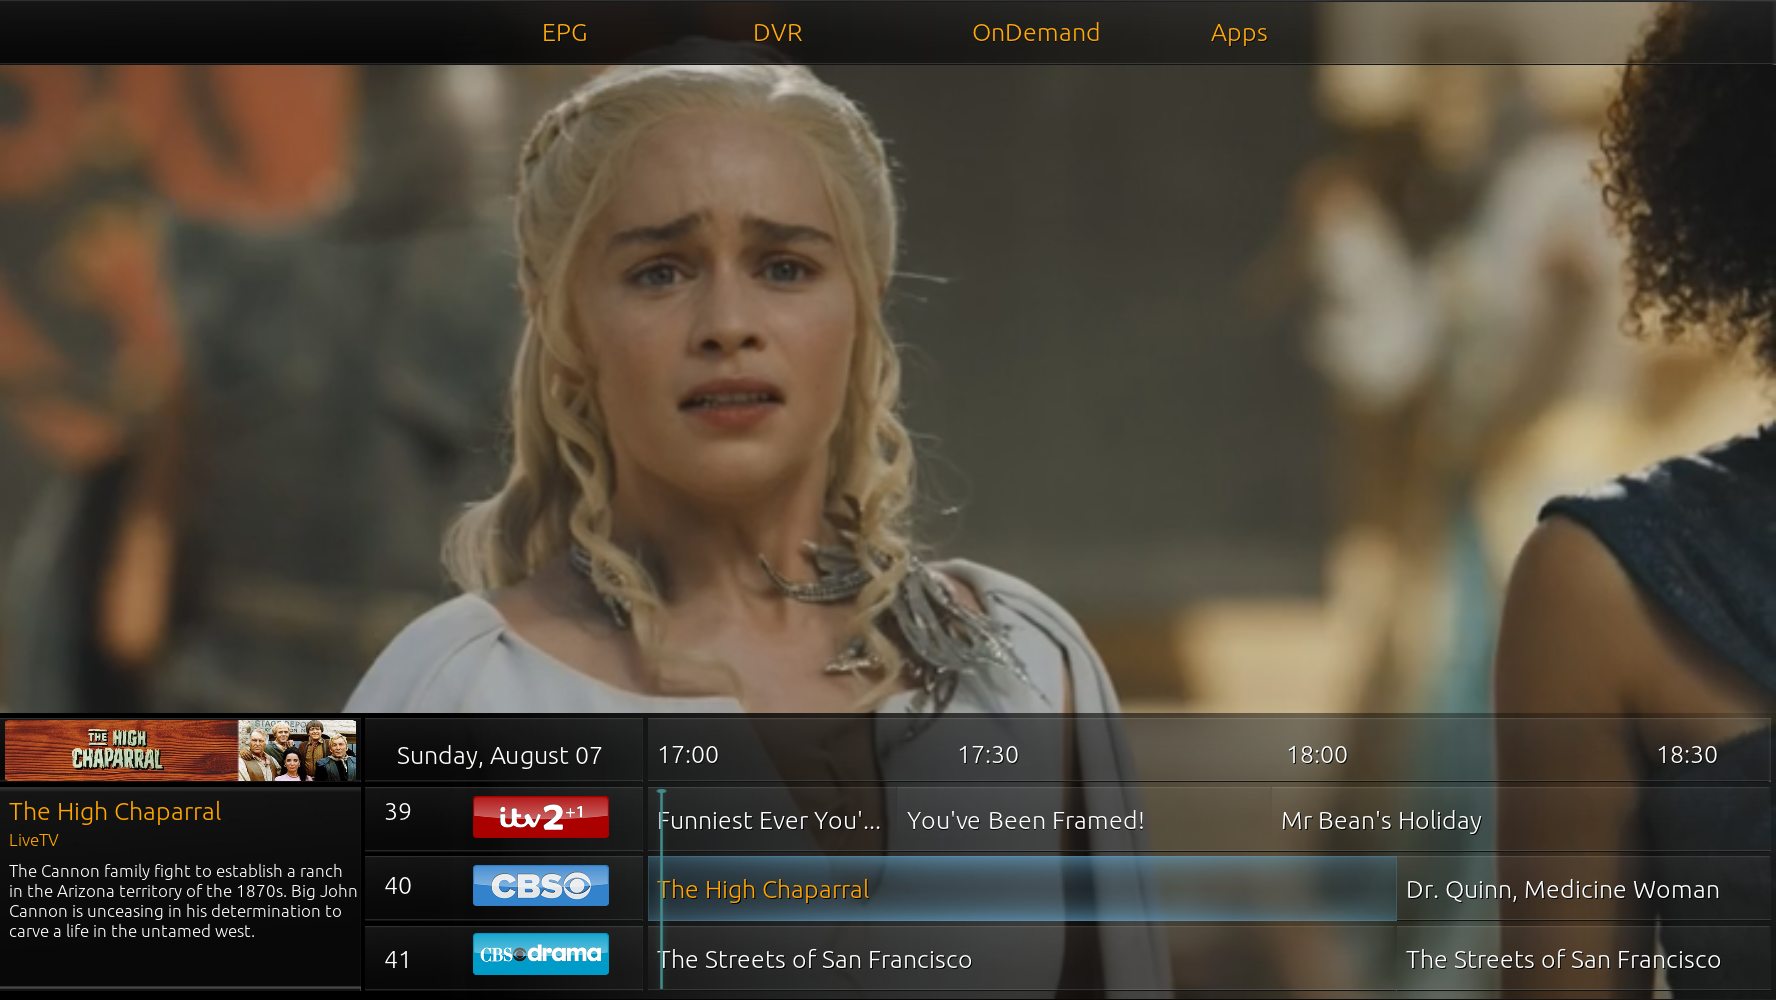 EPG DVR OnDemand Apps
THE HIGH CHAPARRAL
STAGE DEPO
Sunday, August 07 17:00 17:30 18:00 18:30
The High Chaparral
LiveTV
The Cannon family fight to establish a ranch
in the Arizona territory of the 1870s. Big John
Cannon is unceasing in his determination to
carve a life in the untamed west.
39 itv2+1 Funniest Ever You'... You've Been Framed! Mr Bean's Holiday
40 CBS The High Chaparral Dr. Quinn, Medicine Woman
41 CBS drama The Streets of San Francisco The Streets of San Francisco